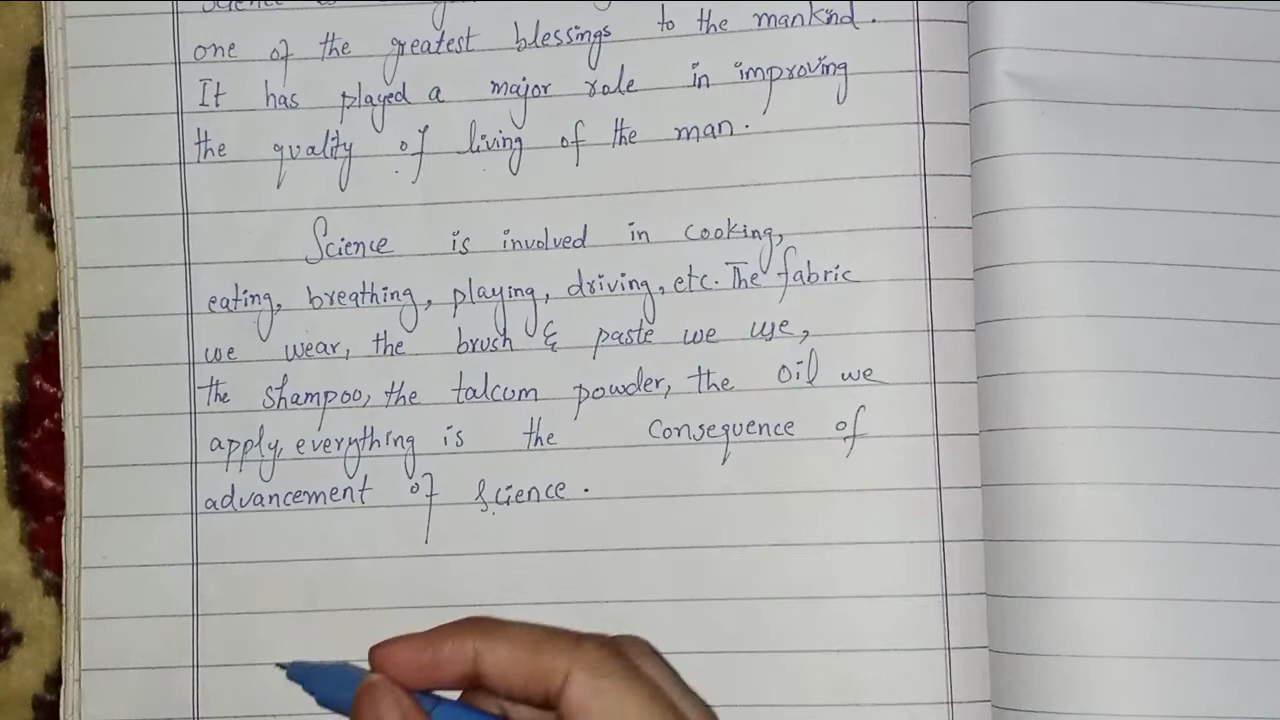 Science
one of the greatest blessings to the mankind.
It has played a major role in improving
the quality of living of the man.
Science is involved in cooking,
eating, breathing, playing, driving, etc. The fabric
we wear, the brush & paste we use,
the shampoo, the talcum powder, the oil we
apply, everything is the consequence of
advancement of science.